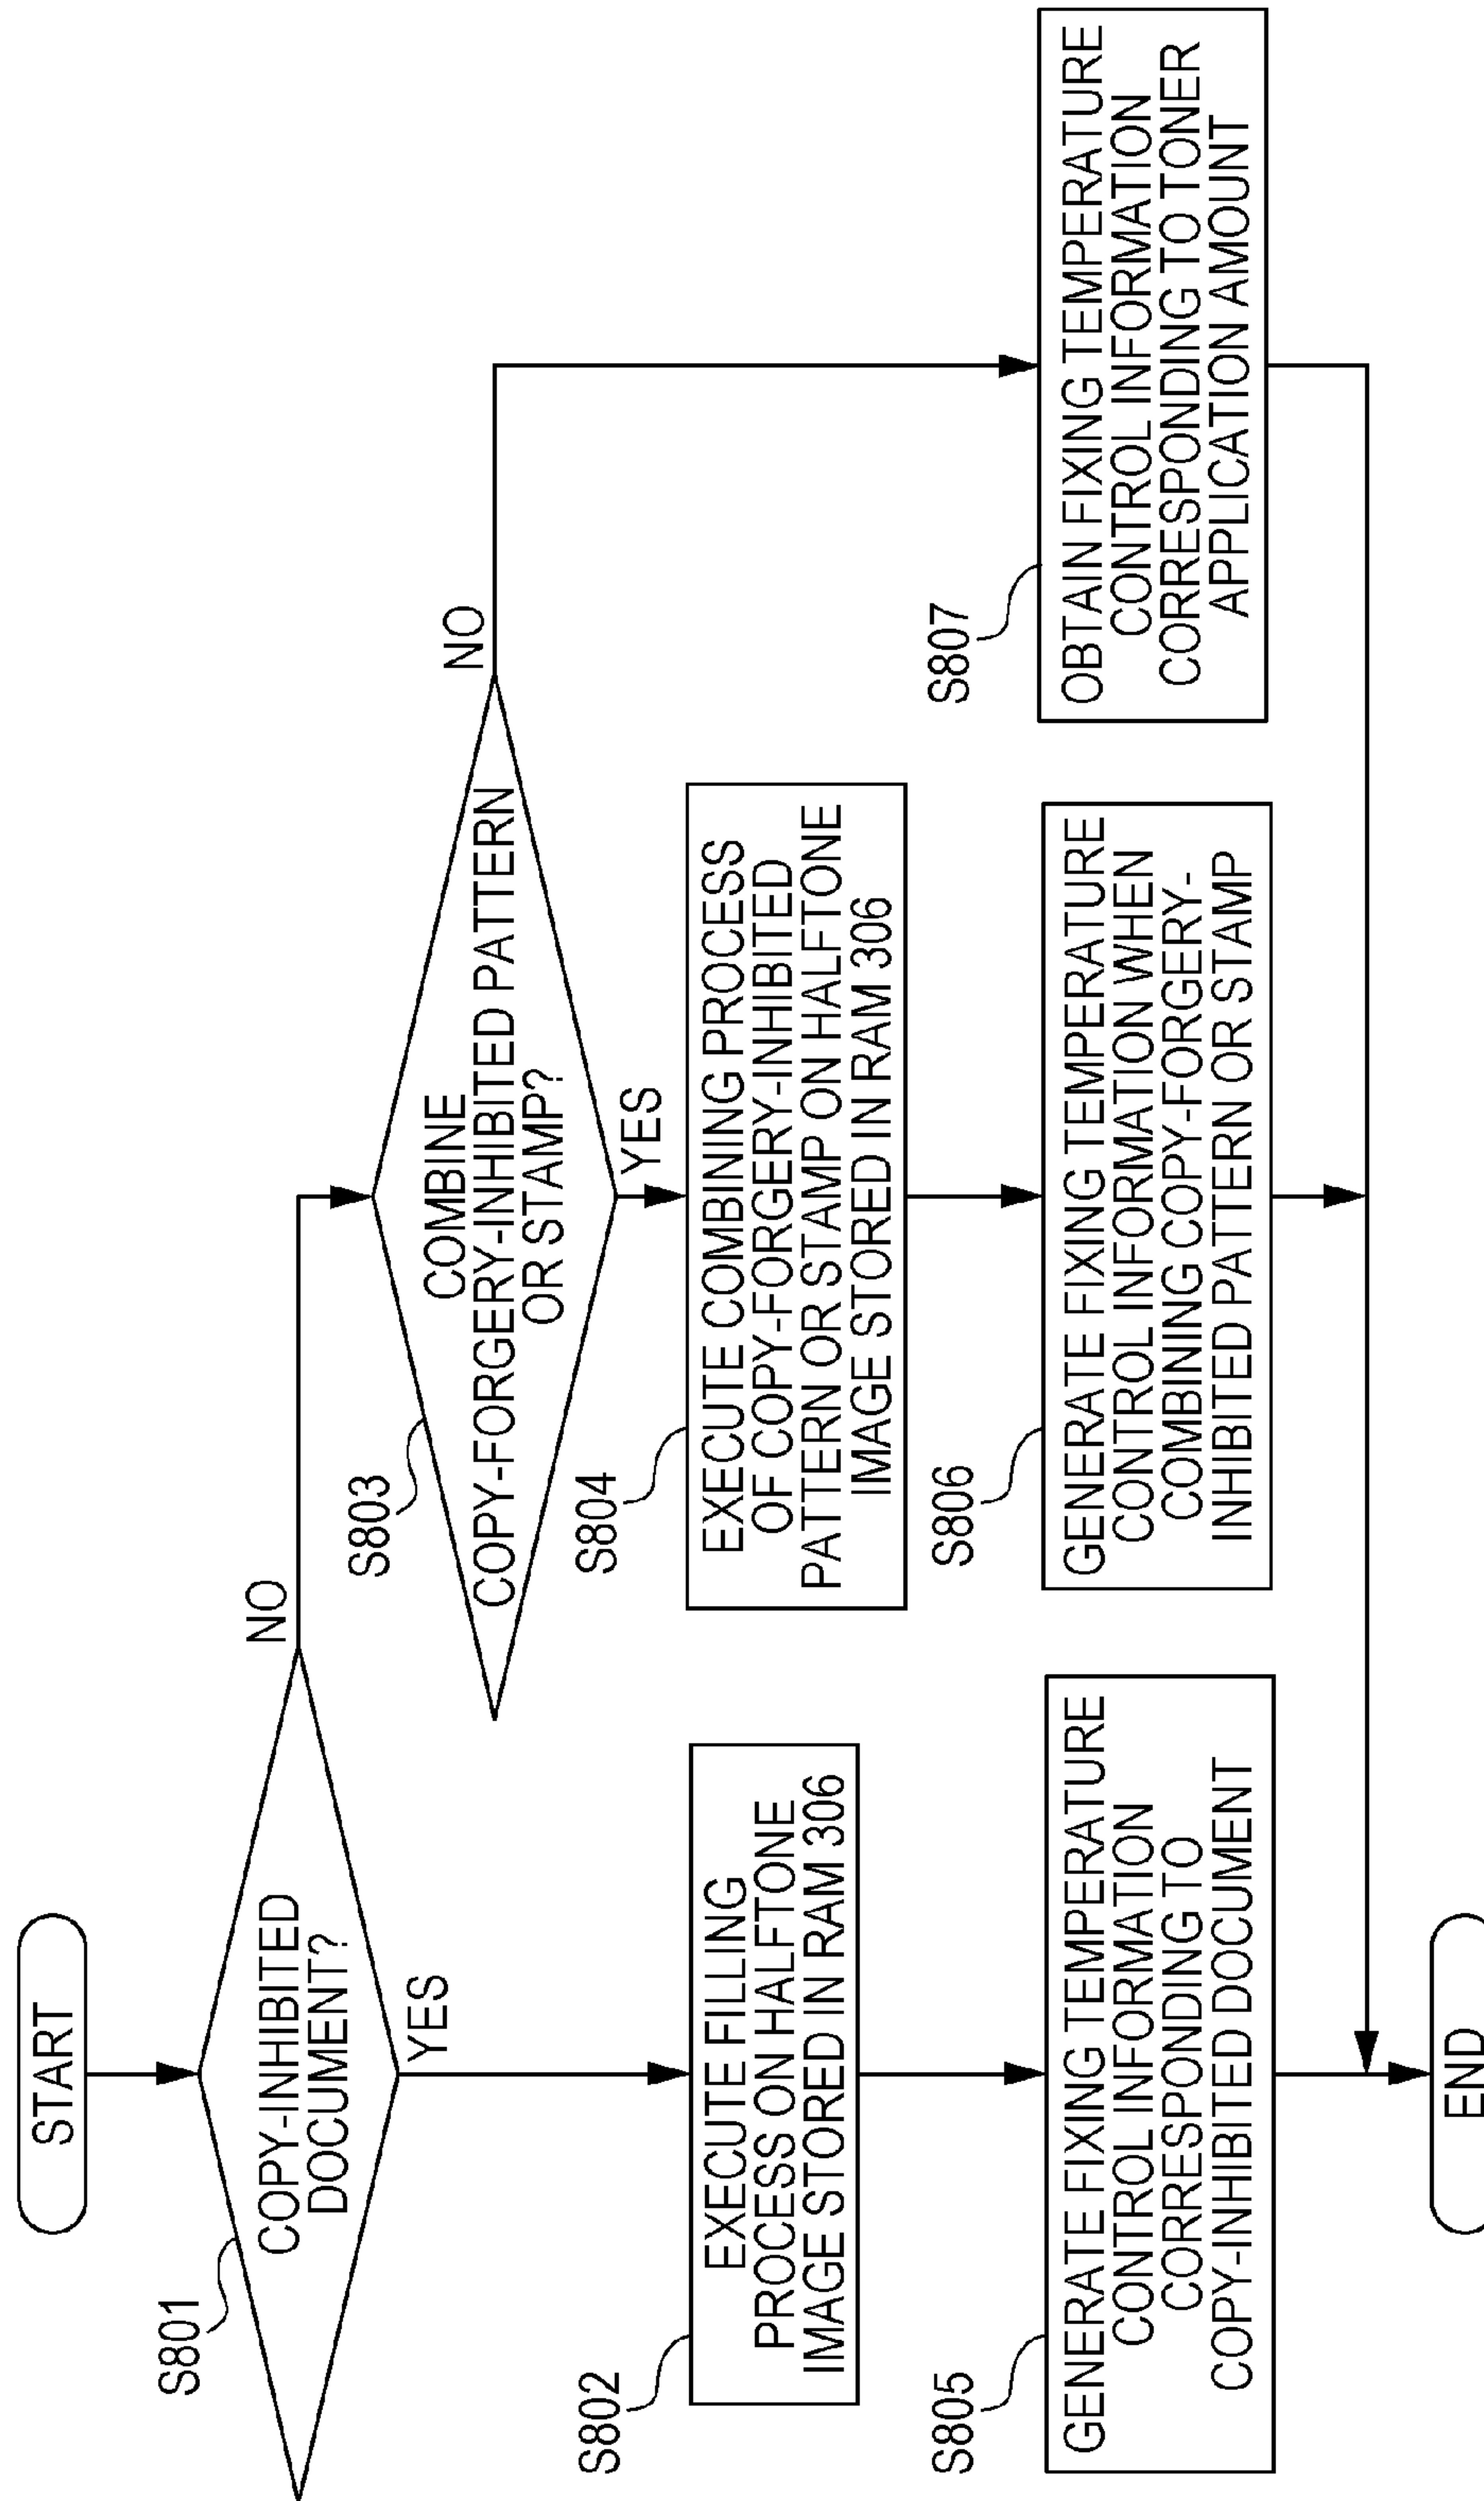 START
S801
COPY-INHIBITED
DOCUMENT?
NO
YES
S803
COMBINE
COPY-FORGERY-INHIBITED PATTERN
OR STAMP?
NO
YES
S802
EXECUTE FILLING
PROCESS ON HALFTONE
IMAGE STORED IN RAM 306
S804
EXECUTE COMBINING PROCESS
OF COPY-FORGERY-INHIBITED
PATTERN OR STAMP ON HALFTONE
IMAGE STORED IN RAM 306
S805
GENERATE FIXING TEMPERATURE
CONTROL INFORMATION
CORRESPONDING TO
COPY-INHIBITED DOCUMENT
S806
GENERATE FIXING TEMPERATURE
CONTROL INFORMATION WHEN
COMBINING COPY-FORGERY-
INHIBITED PATTERN OR STAMP
S807
OBTAIN FIXING TEMPERATURE
CONTROL INFORMATION
CORRESPONDING TO TONER
APPLICATION AMOUNT
END